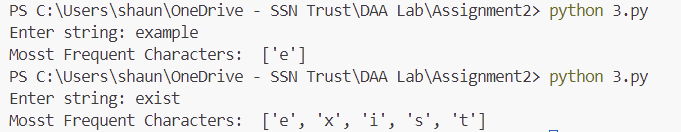 PS C:\Users\shaun\OneDrive - SSN Trust\DAA Lab\Assignment2> python 3.py
Enter string: example
Mosst Frequent Characters:  ['e']
PS C:\Users\shaun\OneDrive - SSN Trust\DAA Lab\Assignment2> python 3.py
Enter string: exist
Mosst Frequent Characters:  ['e', 'x', 'i', 's', 't']